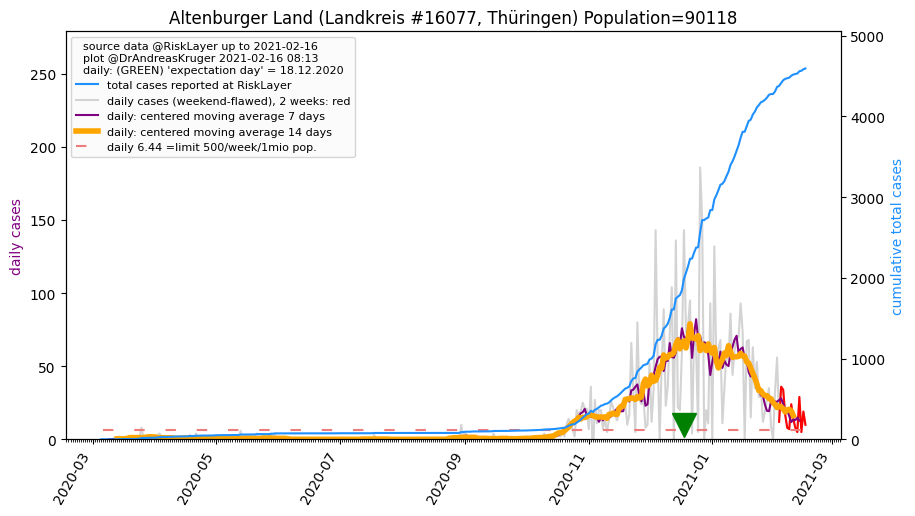 Altenburger Land (Landkreis #16077, Thüringen) Population=90118
source data @RiskLayer up to 2021-02-16
plot @DrAndreasKruger 2021-02-16 08:13
daily: (GREEN) 'expectation day' = 18.12.2020
total cases reported at RiskLayer
daily cases (weekend-flawed), 2 weeks: red
daily: centered moving average 7 days
daily: centered moving average 14 days
daily 6.44 =limit 500/week/1mio pop.
daily cases
250
200
150
100
50
0
cumulative total cases
5000
4000
3000
2000
1000
0
2020-03
2020-05
2020-07
2020-09
2020-11
2021-01
2021-03